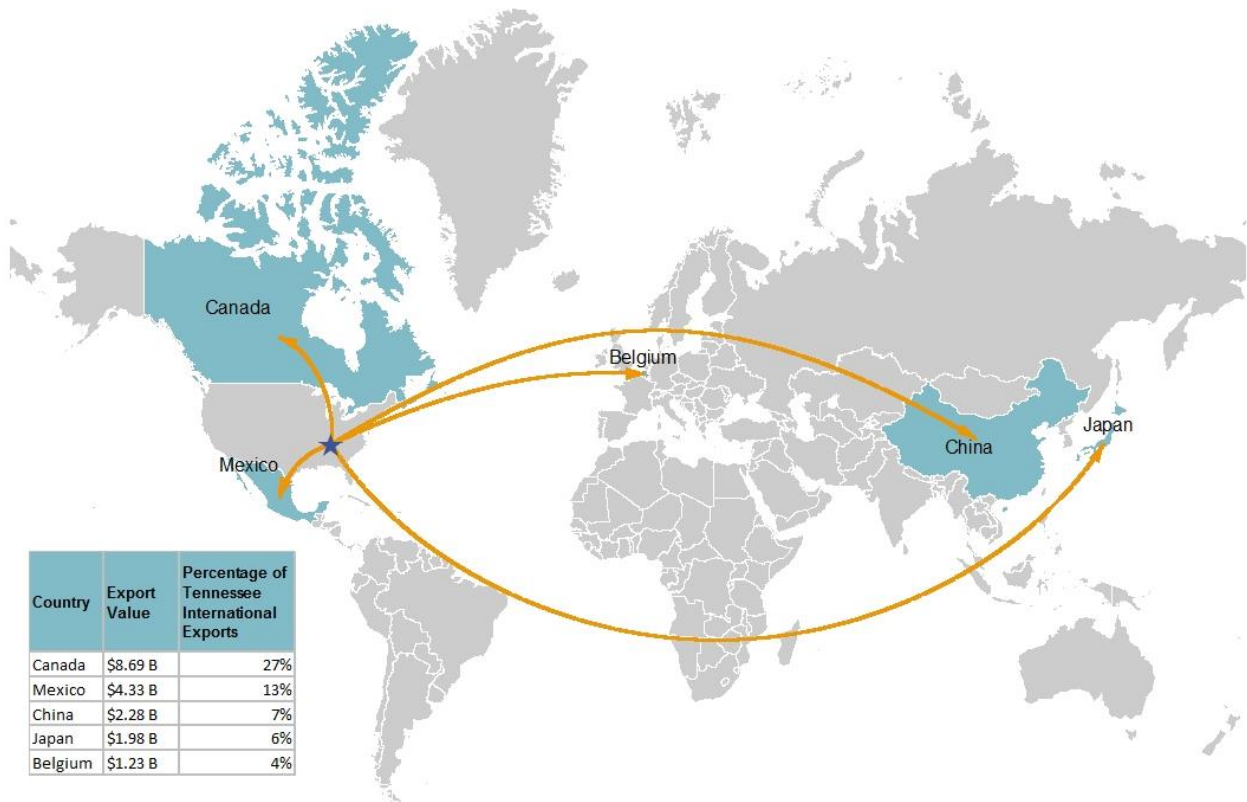 Canada
Belgium
Japan
China
Mexico
Country Export Value Percentage of Tennessee International Exports
Canada $8.69 B 27%
Mexico $4.33 B 13%
China $2.28 B 7%
Japan $1.98 B 6%
Belgium $1.23 B 4%